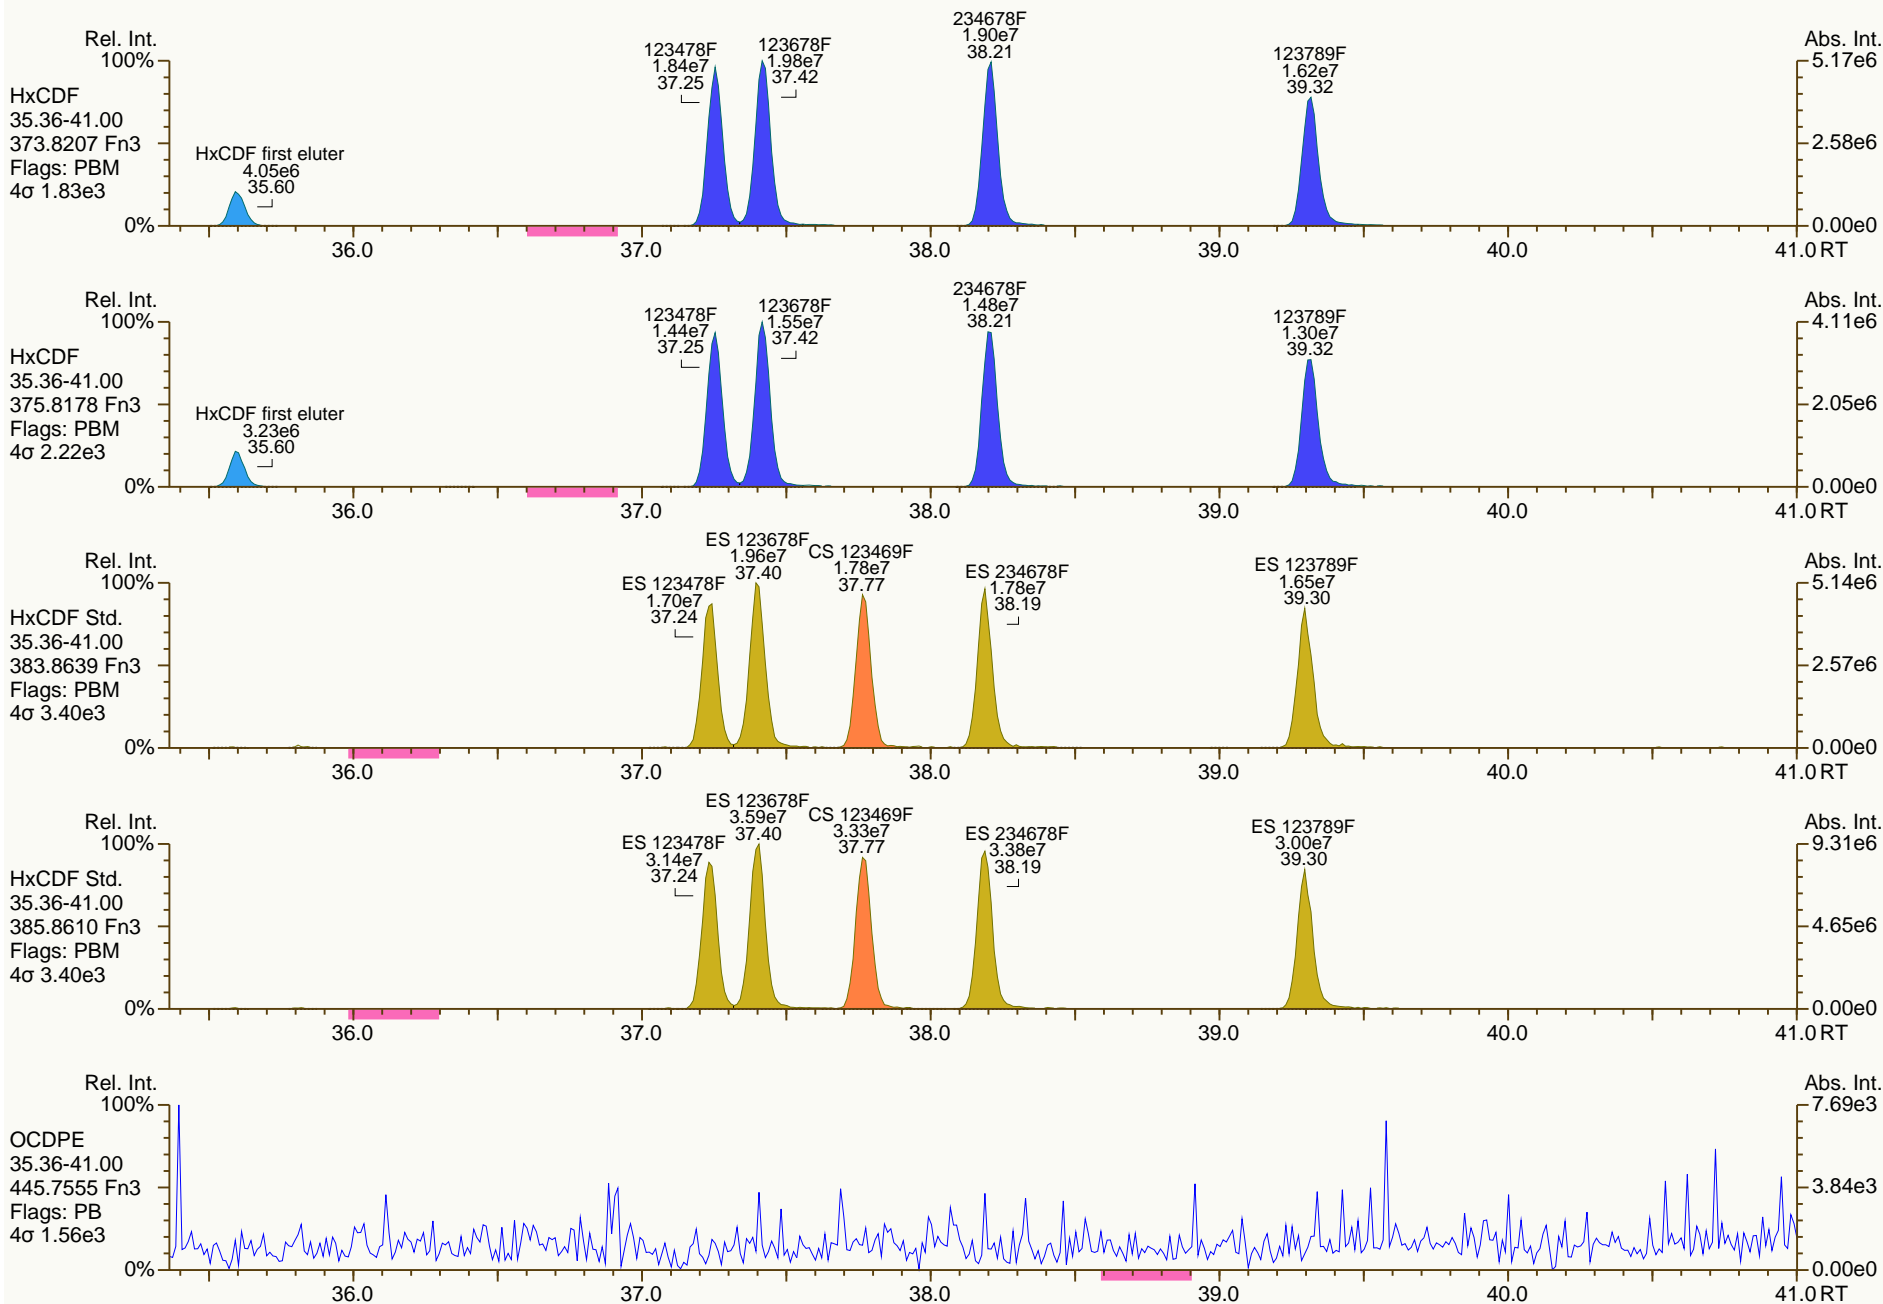 Rel. Int.
100%
0%
HxCDF
35.36-41.00
373.8207 Fn3
Flags: PBM
4σ 1.83e3
HxCDF first eluter
4.05e6
35.60
123478F
1.84e7
37.25
123678F
1.98e7
37.42
234678F
1.90e7
38.21
123789F
1.62e7
39.32
Abs. Int.
5.17e6
2.58e6
0.00e0
36.0 37.0 38.0 39.0 40.0 41.0 RT
Rel. Int.
100%
0%
HxCDF
35.36-41.00
375.8178 Fn3
Flags: PBM
4σ 2.22e3
HxCDF first eluter
3.23e6
35.60
123478F
1.44e7
37.25
123678F
1.55e7
37.42
234678F
1.48e7
38.21
123789F
1.30e7
39.32
Abs. Int.
4.11e6
2.05e6
0.00e0
36.0 37.0 38.0 39.0 40.0 41.0 RT
Rel. Int.
100%
0%
HxCDF Std.
35.36-41.00
383.8639 Fn3
Flags: PBM
4σ 3.40e3
ES 123478F
1.70e7
37.24
ES 123678F
1.96e7
37.40
CS 123469F
1.78e7
37.77
ES 234678F
1.78e7
38.19
ES 123789F
1.65e7
39.30
Abs. Int.
5.14e6
2.57e6
0.00e0
36.0 37.0 38.0 39.0 40.0 41.0 RT
Rel. Int.
100%
0%
HxCDF Std.
35.36-41.00
385.8610 Fn3
Flags: PBM
4σ 3.40e3
ES 123478F
3.14e7
37.24
ES 123678F
3.59e7
37.40
CS 123469F
3.33e7
37.77
ES 234678F
3.38e7
38.19
ES 123789F
3.00e7
39.30
Abs. Int.
9.31e6
4.65e6
0.00e0
36.0 37.0 38.0 39.0 40.0 41.0 RT
Rel. Int.
100%
0%
OCDPE
35.36-41.00
445.7555 Fn3
Flags: PB
4σ 1.56e3
Abs. Int.
7.69e3
3.84e3
0.00e0
36.0 37.0 38.0 39.0 40.0 41.0 RT